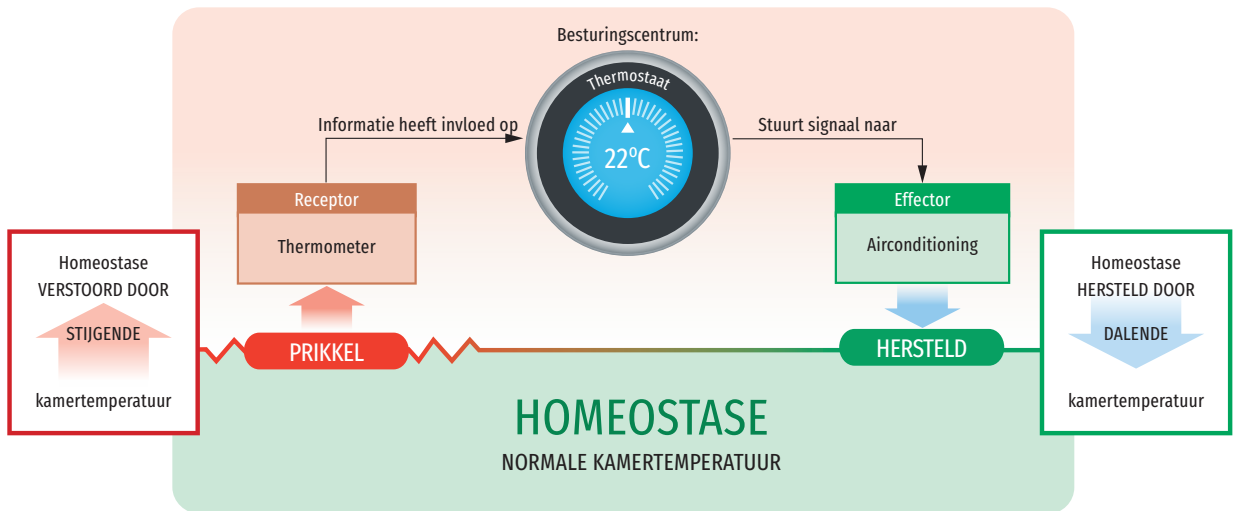 Besturingscentrum:
Thermostaat
22°C
Informatie heeft invloed op
Stuurt signaal naar
Receptor
Thermometer
Effector
Airconditioning
Homeostase
VERSTOORD DOOR
STIJGENDE
kamertemperatuur
PRIKKEL
HERSTELD
Homeostase
HERSTELD DOOR
DALENDE
kamertemperatuur
HOMEOSTASE
NORMALE KAMERTEMPERATUUR